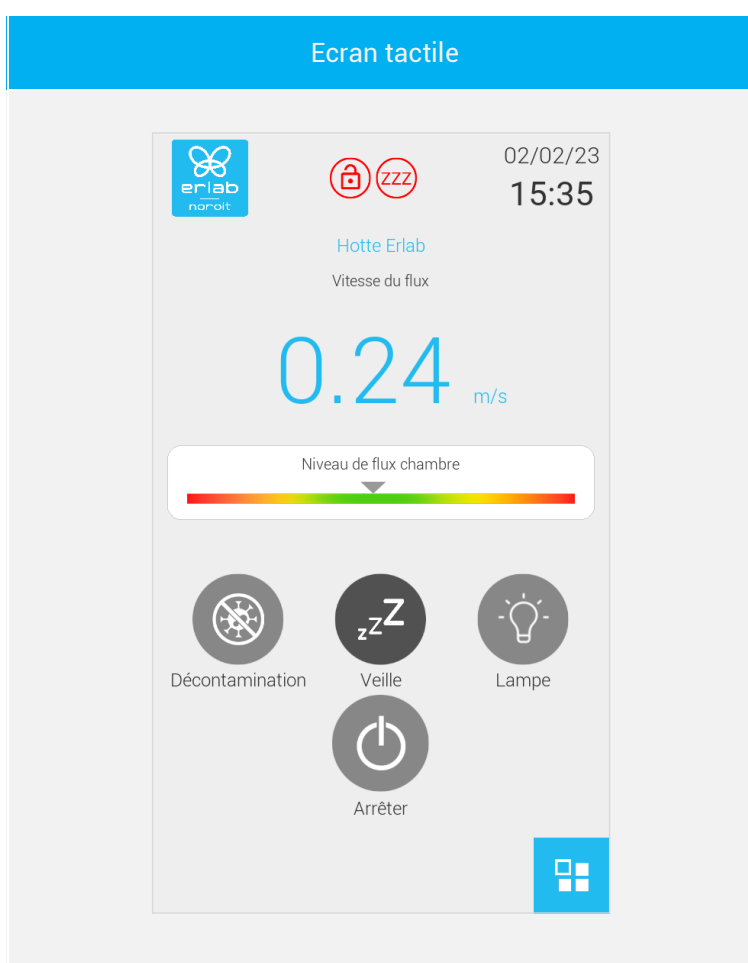 Ecran tactile
erlab
noroit
ZZZ
02/02/23
15:35
Hotte Erlab
Vitesse du flux
0.24 m/s
Niveau de flux chambre
zZZ
Décontamination
Veille
Lampe
Arrêter